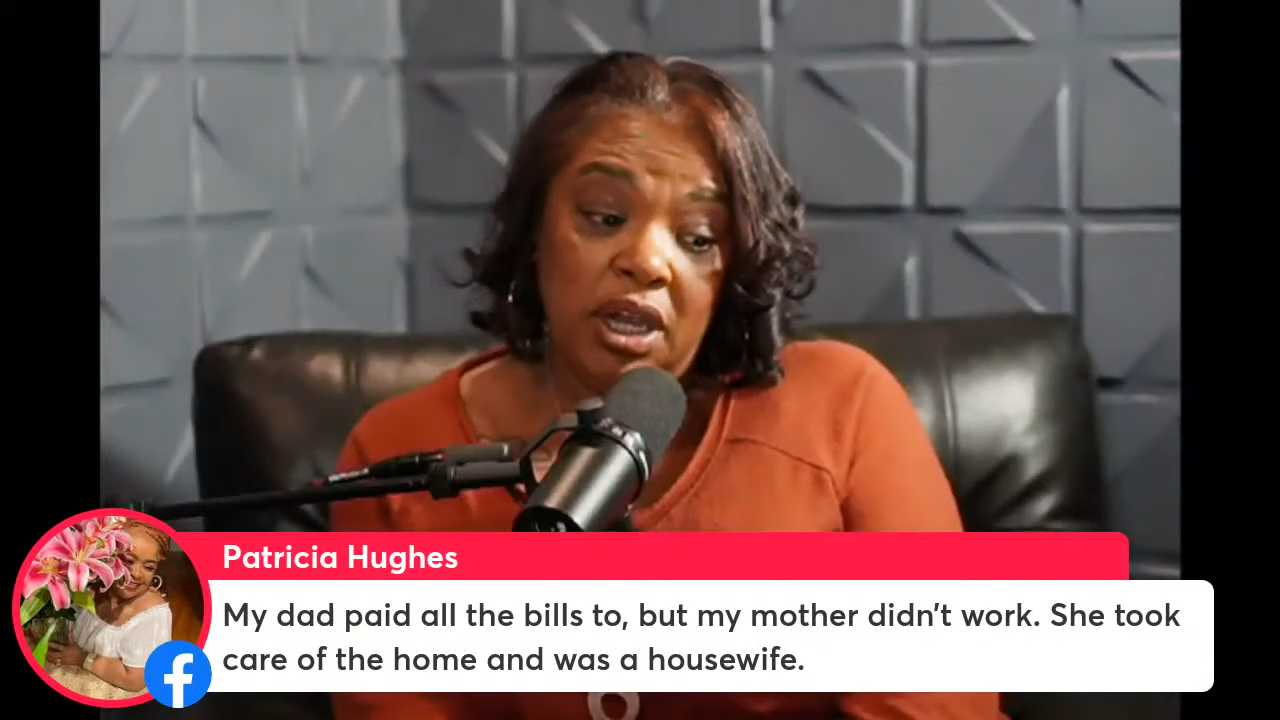 Patricia Hughes
My dad paid all the bills to, but my mother didn't work. She took
care of the home and was a housewife.